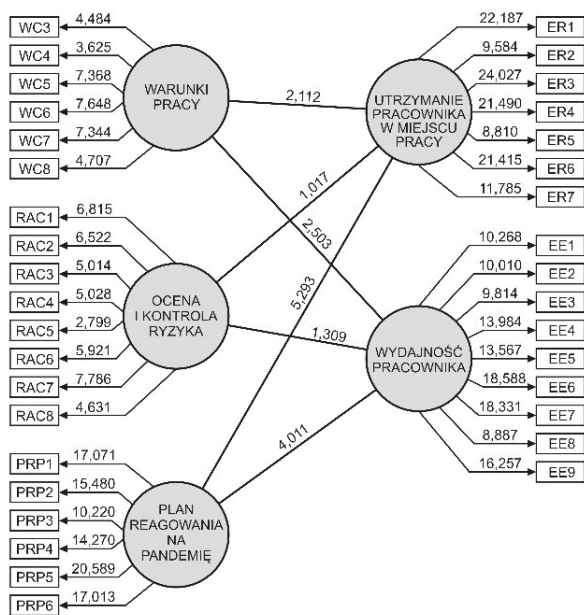 WC3 4,484
WC4 3,625
WC5 7,368
WC6 7,648
WC7 7,344
WC8 4,707
WARUNKI
PRACY
RAC1 6,815
RAC2 6,522
RAC3 5,014
RAC4 5,028
RAC5 2,799
RAC6 5,921
RAC7 7,786
RAC8 4,631
OCENA
I KONTROLA
RYZYKA
PRP1 17,071
PRP2 15,480
PRP3 10,220
PRP4 14,270
PRP5 20,589
PRP6 17,013
PLAN
REAGOWANIA
NA
PANDEMIĘ
2,112
1,017
2,503
5,293
1,309
4,011
UTRZYMANIE
PRACOWNIKA
W MIEJSCU
PRACY
22,187 ER1
9,584 ER2
24,027 ER3
21,490 ER4
8,810 ER5
21,415 ER6
11,785 ER7
WYDAJNOŚĆ
PRACOWNIKA
10,268 EE1
10,010 EE2
9,814 EE3
13,984 EE4
13,567 EE5
18,588 EE6
18,331 EE7
8,887 EE8
16,257 EE9